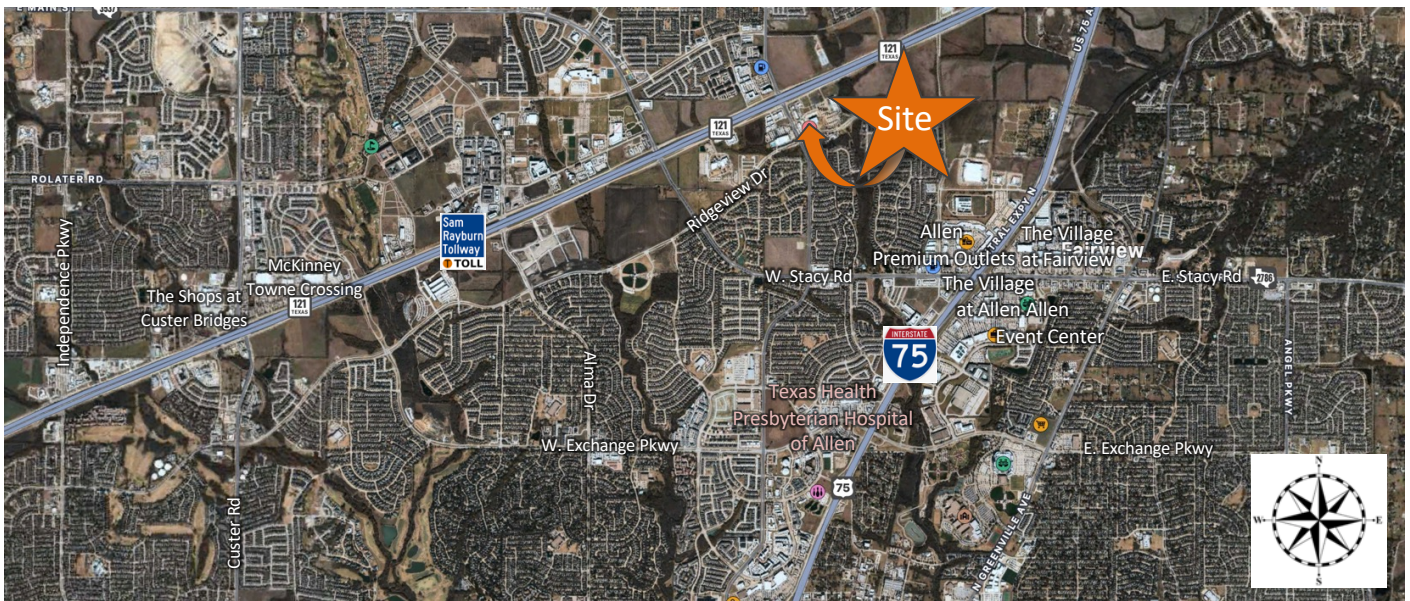 E MAIN ST
3537
US 75 A
121
TEXAS
Site
121
TEXAS
ROLATER RD
Independence Pkwy
Ridgeview Dr
TRAL EXPY N
Sam
Rayburn
Tollway
TOLL
Allen
Premium Outlets
The Village
at Fairview
Fairview
McKinney
Towne Crossing
W. Stacy Rd
E. Stacy Rd
2786
The Shops at
Custer Bridges
121
TEXAS
The Village
at Allen
Allen
Event Center
INTERSTATE
75
Alma Dr
ANGEL PKWY
Texas Health
Presbyterian Hospital
of Allen
W. Exchange Pkwy
E. Exchange Pkwy
75
Custer Rd
N GREENVILLE AVE
N
W
E
S